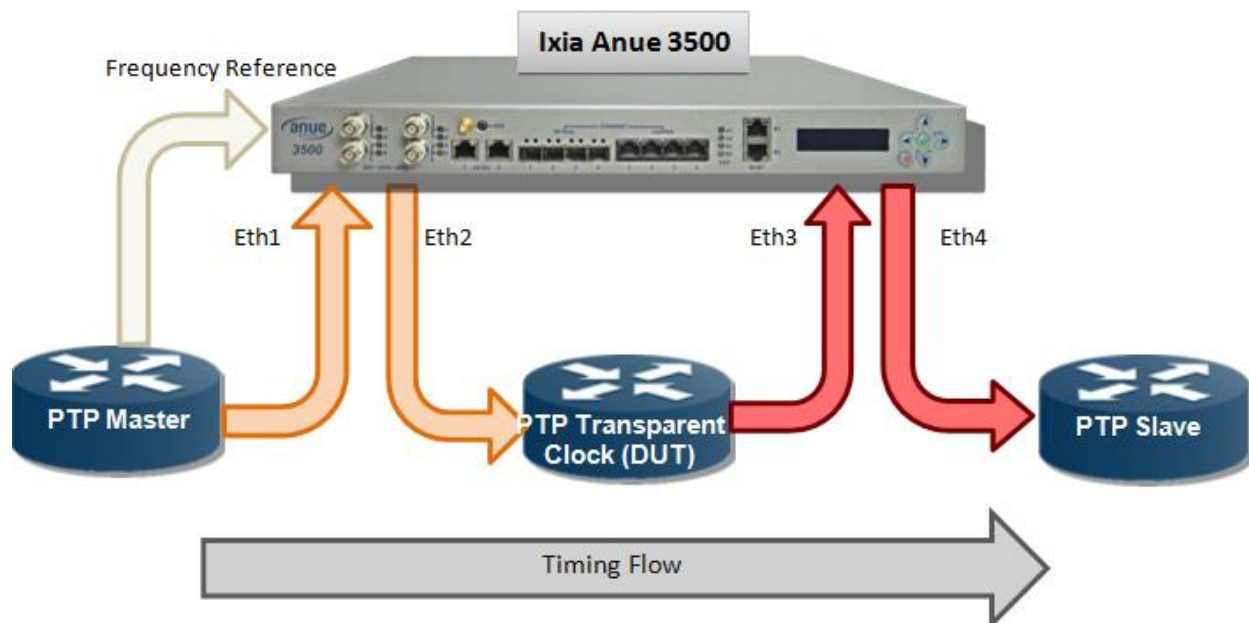 Ixia Anue 3500
Frequency Reference
anue
3500
Eth1
Eth2
Eth3
Eth4
PTP Master
PTP Transparent
Clock (DUT)
PTP Slave
Timing Flow